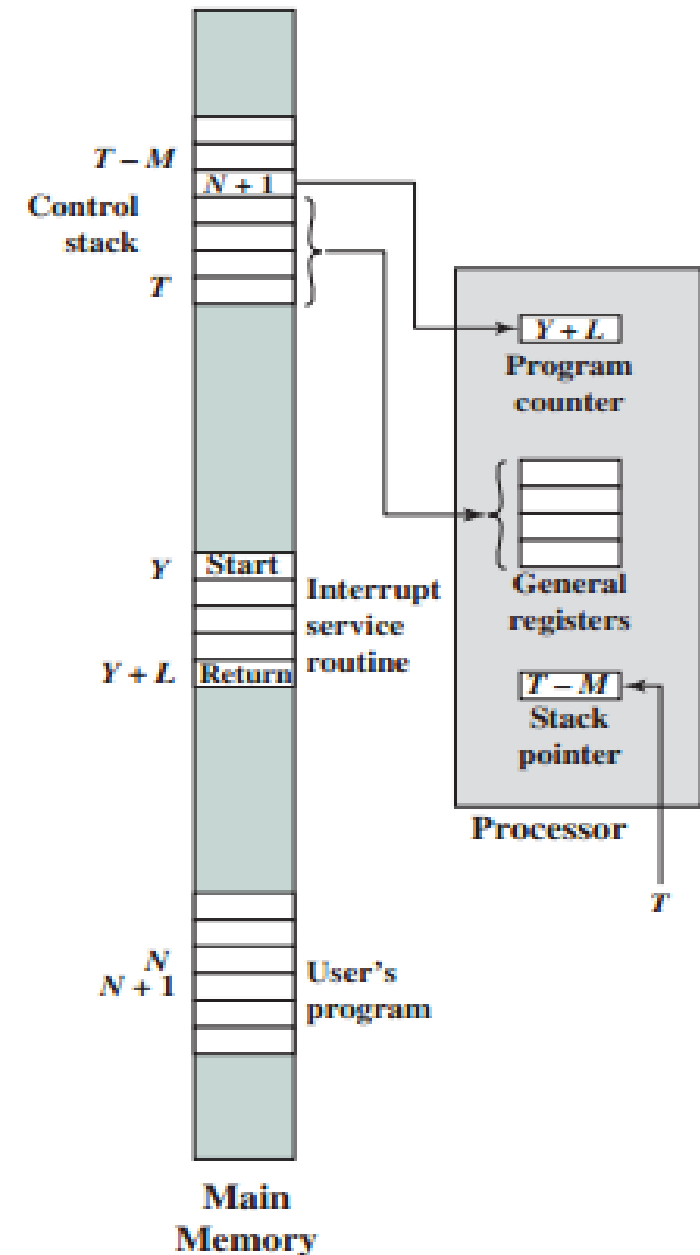 T – M
N + 1
Control
stack
T
Y + L
Program
counter
Y
Start
Interrupt
service
routine
General
registers
Y + L
Return
T – M
Stack
pointer
Processor
T
N
N + 1
User's
program
Main
Memory